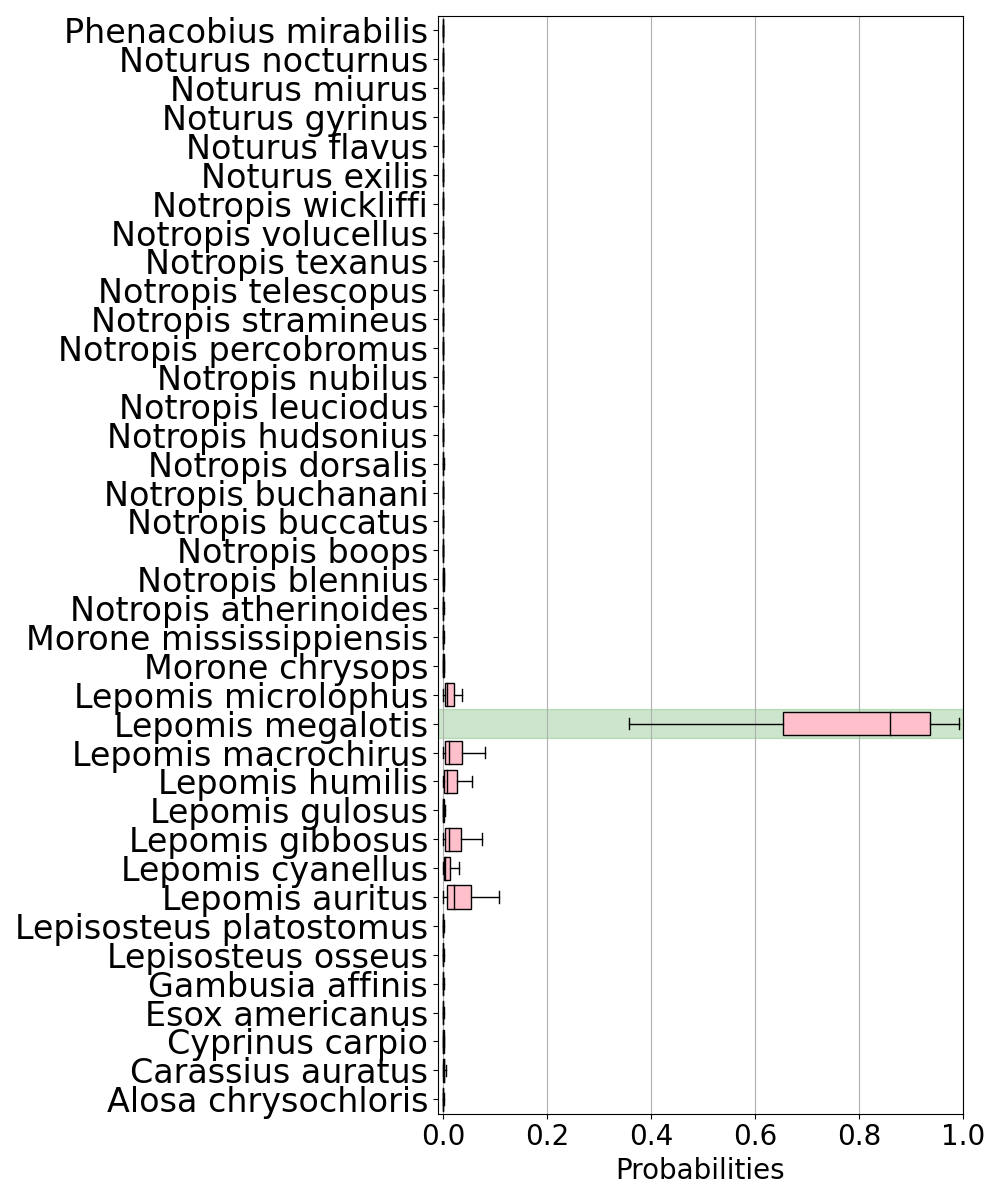 Phenacobius mirabilis
Noturus nocturnus
Noturus miurus
Noturus gyrinus
Noturus flavus
Noturus exilis
Notropis wickliffi
Notropis volucellus
Notropis texanus
Notropis telescopus
Notropis stramineus
Notropis percobromus
Notropis nubilus
Notropis leuciodus
Notropis hudsonius
Notropis dorsalis
Notropis buchanani
Notropis buccatus
Notropis boops
Notropis blennius
Notropis atherinoides
Morone mississippiensis
Morone chrysops
Lepomis microlophus
Lepomis megalotis
Lepomis macrochirus
Lepomis humilis
Lepomis gulosus
Lepomis gibbosus
Lepomis cyanellus
Lepomis auritus
Lepisosteus platostomus
Lepisosteus osseus
Gambusia affinis
Esox americanus
Cyprinus carpio
Carassius auratus
Alosa chrysochloris
0.0 0.2 0.4 0.6 0.8 1.0
Probabilities